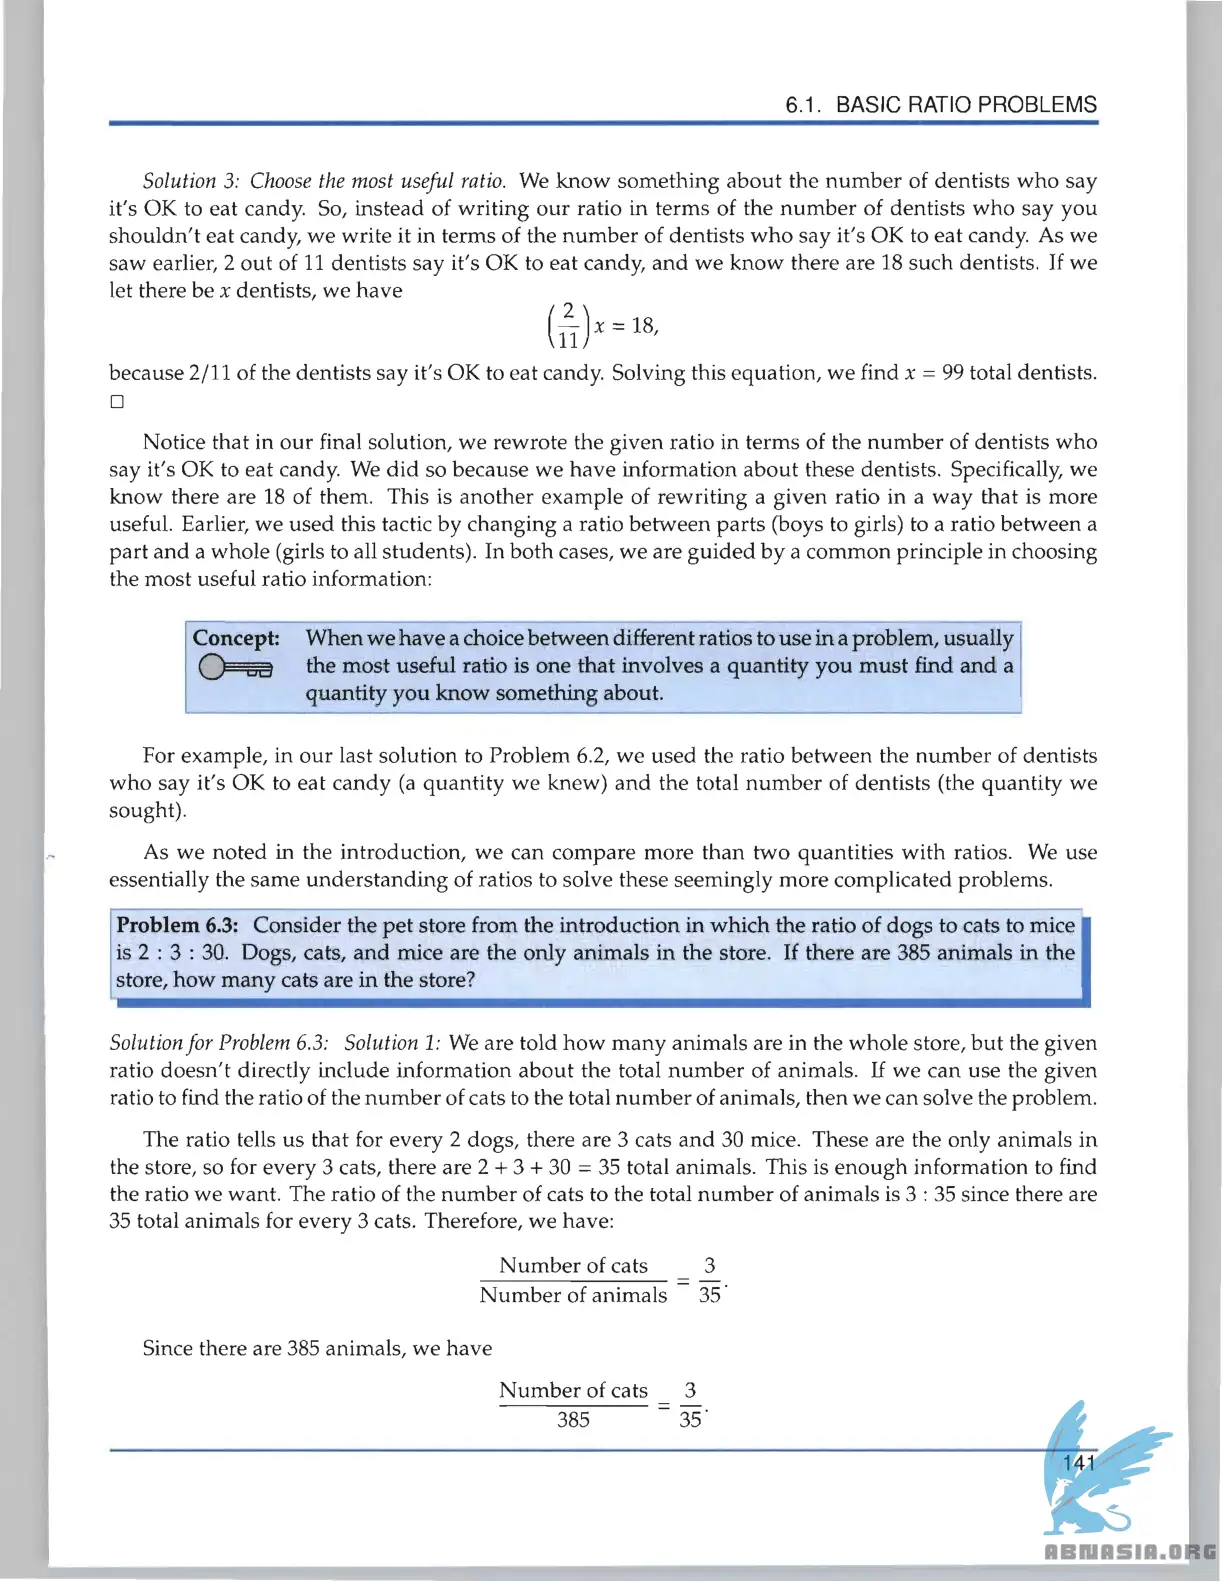 6.1. BASIC RATIO PROBLEMS
Solution 3: Choose the most useful ratio. We know something about the number of dentists who say
it's OK to eat candy. So, instead of writing our ratio in terms of the number of dentists who say you
shouldn't eat candy, we write it in terms of the number of dentists who say it's OK to eat candy. As we
saw earlier, 2 out of 11 dentists say it's OK to eat candy, and we know there are 18 such dentists. If we
let there be x dentists, we have
(2/11) x = 18,
because 2/11 of the dentists say it's OK to eat candy. Solving this equation, we find x = 99 total dentists.
□
Notice that in our final solution, we rewrote the given ratio in terms of the number of dentists who
say it's OK to eat candy. We did so because we have information about these dentists. Specifically, we
know there are 18 of them. This is another example of rewriting a given ratio in a way that is more
useful. Earlier, we used this tactic by changing a ratio between parts (boys to girls) to a ratio between a
part and a whole (girls to all students). In both cases, we are guided by a common principle in choosing
the most useful ratio information:
Concept: When we have a choice between different ratios to use in a problem, usually
the most useful ratio is one that involves a quantity you must find and a
quantity you know something about.
For example, in our last solution to Problem 6.2, we used the ratio between the number of dentists
who say it's OK to eat candy (a quantity we knew) and the total number of dentists (the quantity we
sought).
As we noted in the introduction, we can compare more than two quantities with ratios. We use
essentially the same understanding of ratios to solve these seemingly more complicated problems.
Problem 6.3: Consider the pet store from the introduction in which the ratio of dogs to cats to mice
is 2 : 3 : 30. Dogs, cats, and mice are the only animals in the store. If there are 385 animals in the
store, how many cats are in the store?
Solution for Problem 6.3: Solution 1: We are told how many animals are in the whole store, but the given
ratio doesn't directly include information about the total number of animals. If we can use the given
ratio to find the ratio of the number of cats to the total number of animals, then we can solve the problem.
The ratio tells us that for every 2 dogs, there are 3 cats and 30 mice. These are the only animals in
the store, so for every 3 cats, there are 2 + 3 + 30 = 35 total animals. This is enough information to find
the ratio we want. The ratio of the number of cats to the total number of animals is 3 : 35 since there are
35 total animals for every 3 cats. Therefore, we have:
Number of cats / Number of animals = 3/35.
Since there are 385 animals, we have
Number of cats / 385 = 3/35.
141
ABNASIA.ORG